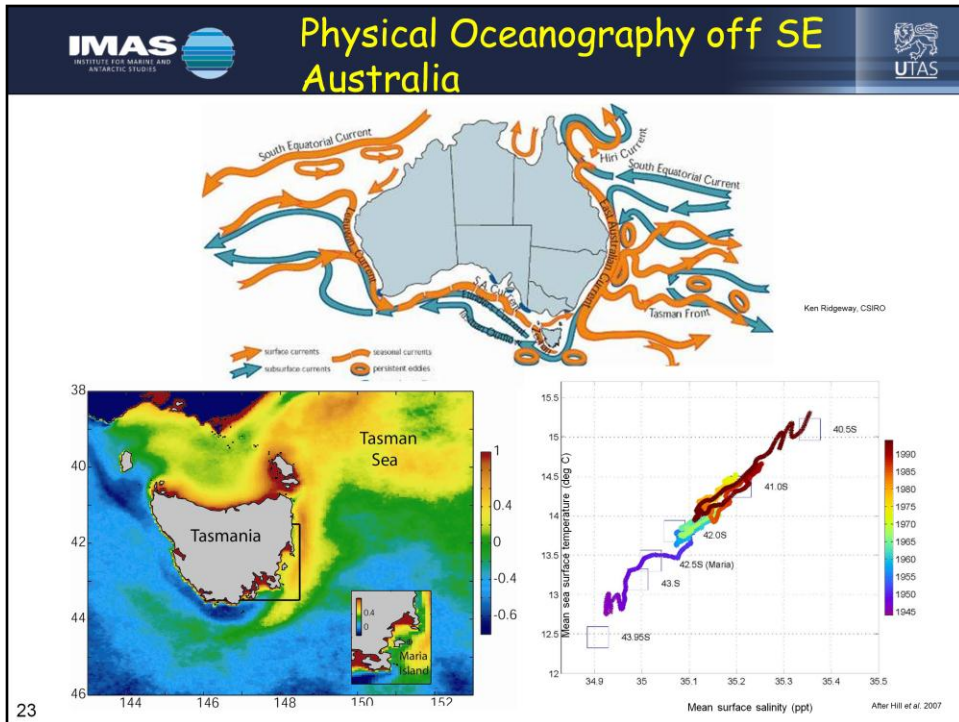 IMAS
INSTITUTE FOR MARINE AND
ANTARCTIC STUDIES
Physical Oceanography off SE
Australia
UTAS
South Equatorial Current
Hiri Current
South Equatorial Current
Leeuwin Current
East Australian Current
S.A. Current
Flinders Current
Tasman Front
Ken Ridgeway, CSIRO
surface currents
seasonal currents
subsurface currents
persistent eddies
38
40
42
44
46
144
146
148
150
152
Tasman
Sea
Tasmania
1
0.4
0
-0.4
-0.6
0.4
0
Maria
Island
Mean sea surface temperature (deg C)
15.5
15
14.5
14
13.5
13
12.5
12
34.9
35
35.1
35.2
35.3
35.4
35.5
Mean surface salinity (ppt)
40.5S
41.0S
42.0S
42.5S (Maria)
43.S
43.95S
1990
1985
1980
1975
1970
1965
1960
1955
1950
1945
After Hill et al. 2007
23